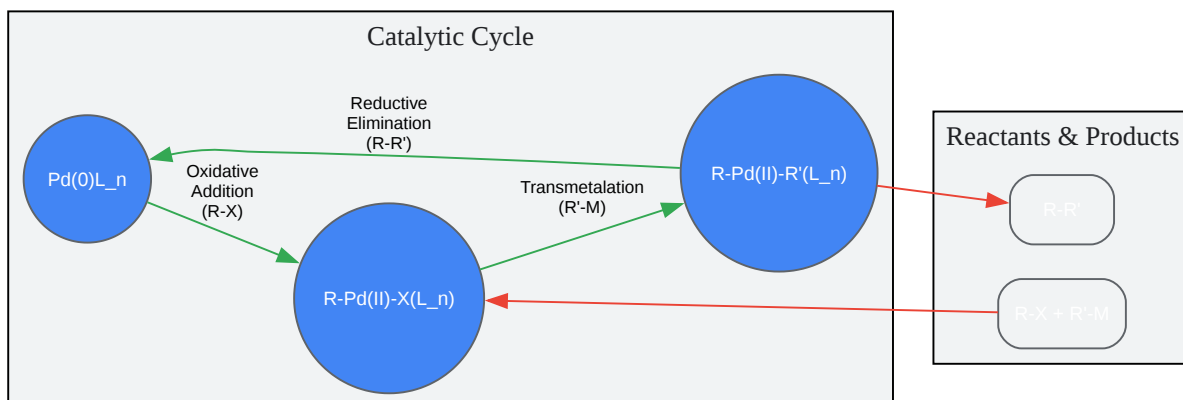 Catalytic Cycle
Reductive
Elimination
(R-R')
Pd(0)L_n
Oxidative
Addition
(R-X)
Transmetalation
(R'-M)
R-Pd(II)-R'(L_n)
R-Pd(II)-X(L_n)
Reactants & Products
R-R'
R-X + R'-M